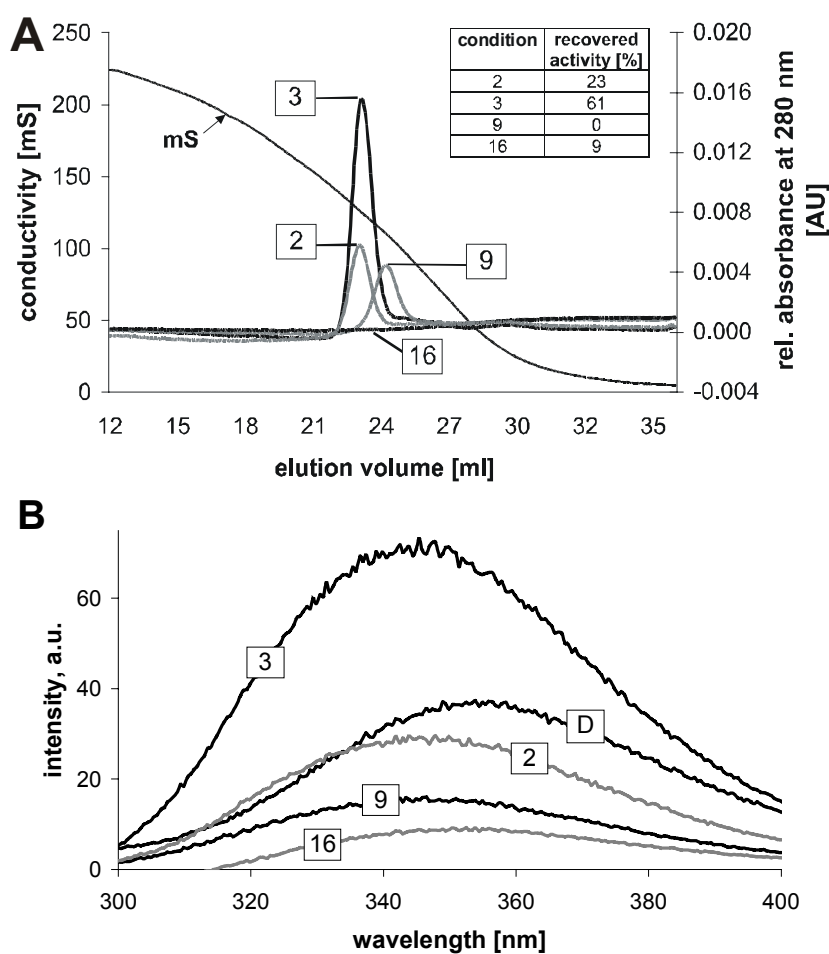 A
condition recovered activity [%]
2 23
3 61
9 0
16 9
250
200
150
100
50
0
conductivity [mS]
mS
3
2
9
16
0.020
0.016
0.012
0.008
0.004
0.000
-0.004
rel. absorbance at 280 nm
[AU]
12 15 18 21 24 27 30 32 35
elution volume [ml]
B
60
40
20
0
intensity, a.u.
3
D
2
9
16
300 320 340 360 380 400
wavelength [nm]